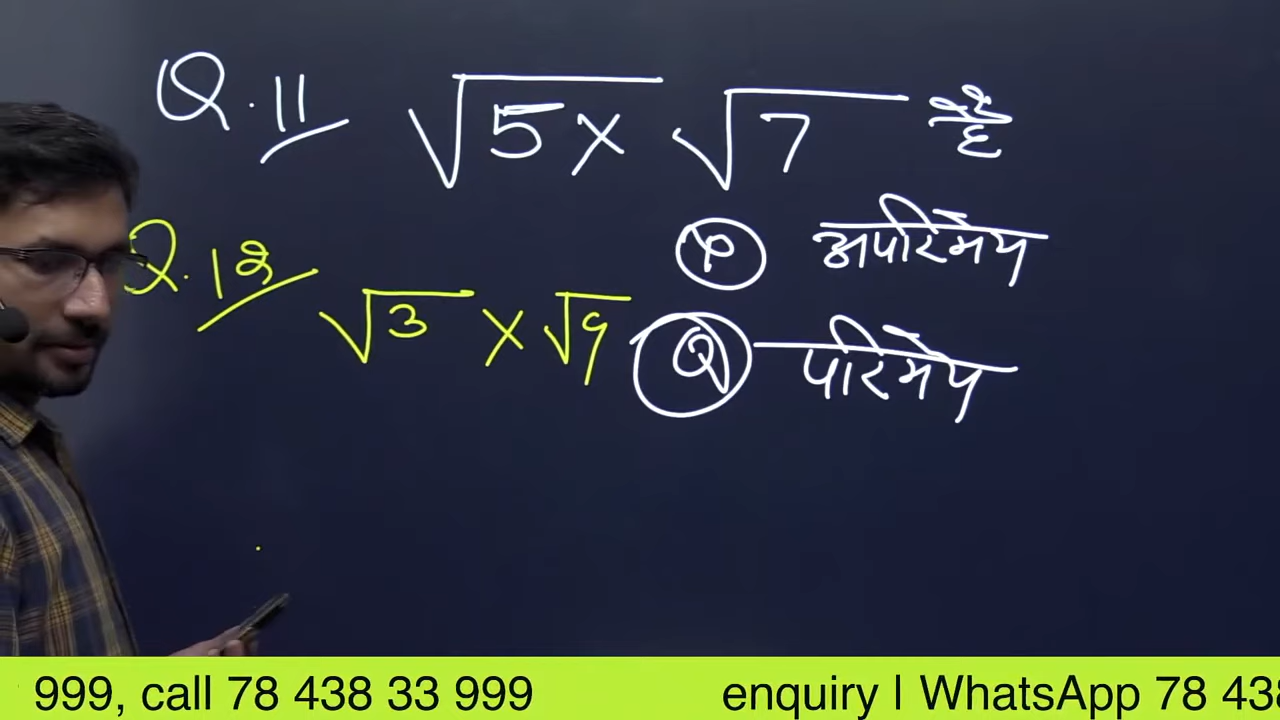 Q.11 √5 × √7 है
P अपरिमेय
Q.12 √3 × √9
Q परिमेय
999, call 78 438 33 999 enquiry l WhatsApp 78 438